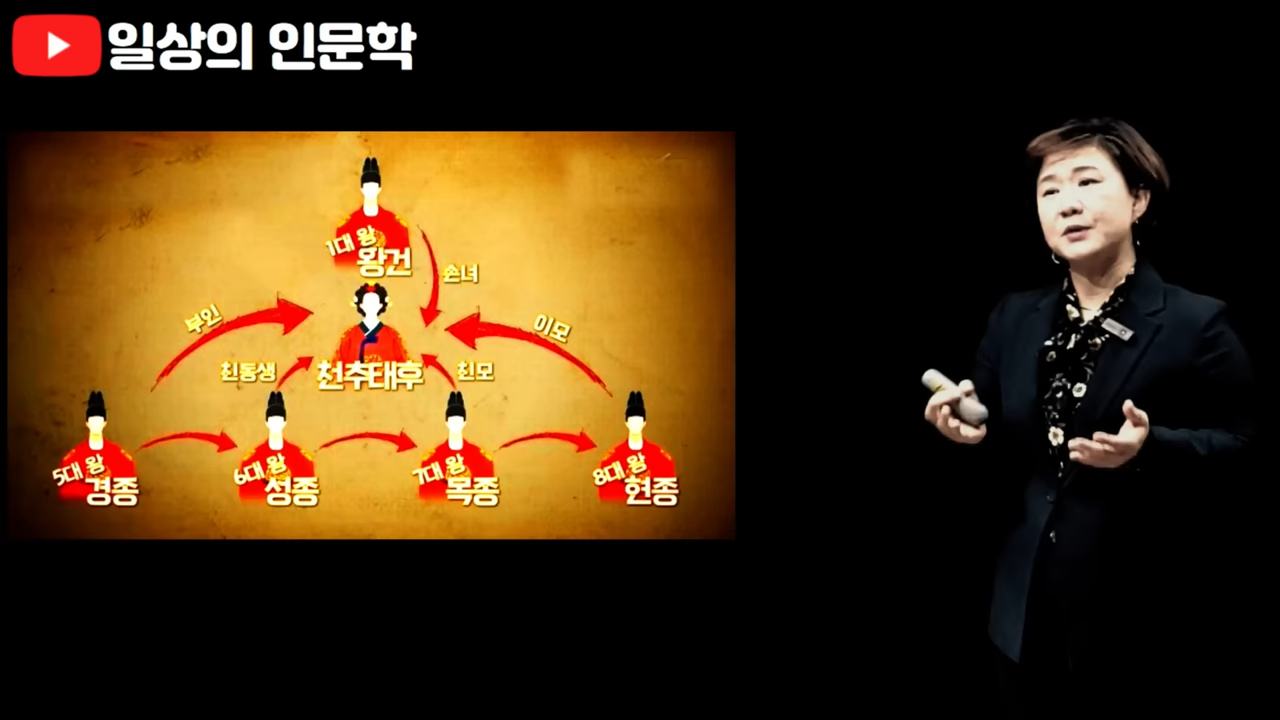 일상의 인문학
1대 왕
왕건
손녀
부인
이모
친동생
천추태후
친모
5대 왕
경종
6대 왕
성종
7대 왕
목종
8대 왕
현종